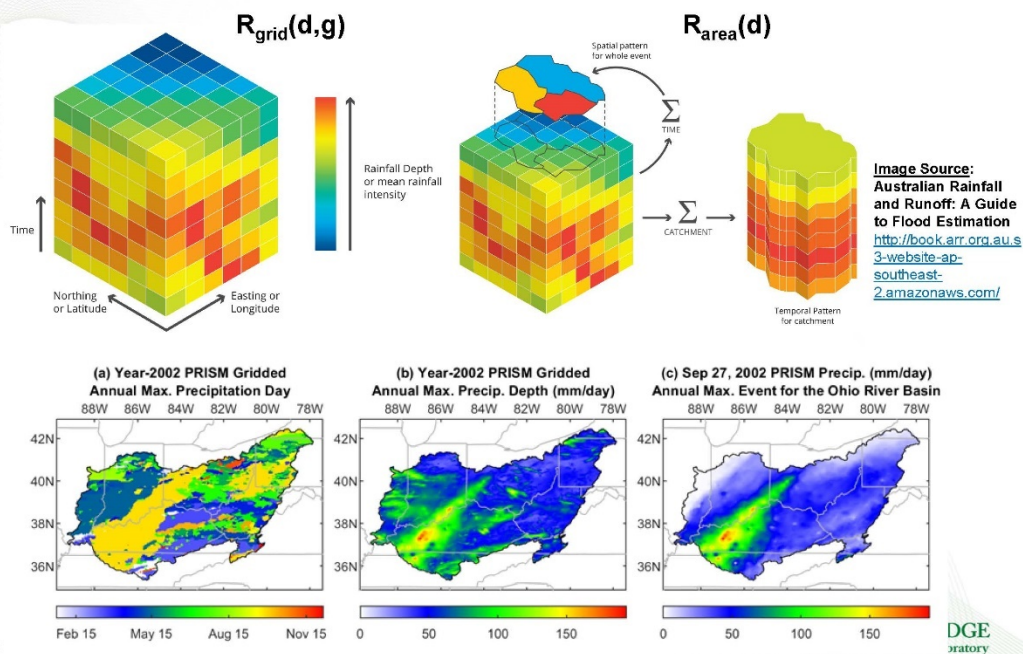 R_grid(d,g)
R_area(d)
Spatial pattern
for whole event
Σ
TIME
Rainfall Depth
or mean rainfall
intensity
Time
Northing
or Latitude
Easting or
Longitude
Σ
CATCHMENT
Temporal Pattern
for catchment
Image Source:
Australian Rainfall
and Runoff: A Guide
to Flood Estimation
http://book.arr.org.au.s
3-website-ap-
southeast-
2.amazonaws.com/
(a) Year-2002 PRISM Gridded
Annual Max. Precipitation Day
88W 86W 84W 82W 80W 78W
42N
40N
38N
36N
Feb 15 May 15 Aug 15 Nov 15
(b) Year-2002 PRISM Gridded
Annual Max. Precip. Depth (mm/day)
88W 86W 84W 82W 80W 78W
42N
40N
38N
36N
0 50 100 150
(c) Sep 27, 2002 PRISM Precip. (mm/day)
Annual Max. Event for the Ohio River Basin
88W 86W 84W 82W 80W 78W
42N
40N
38N
36N
0 50 100 150
DGE
oratory